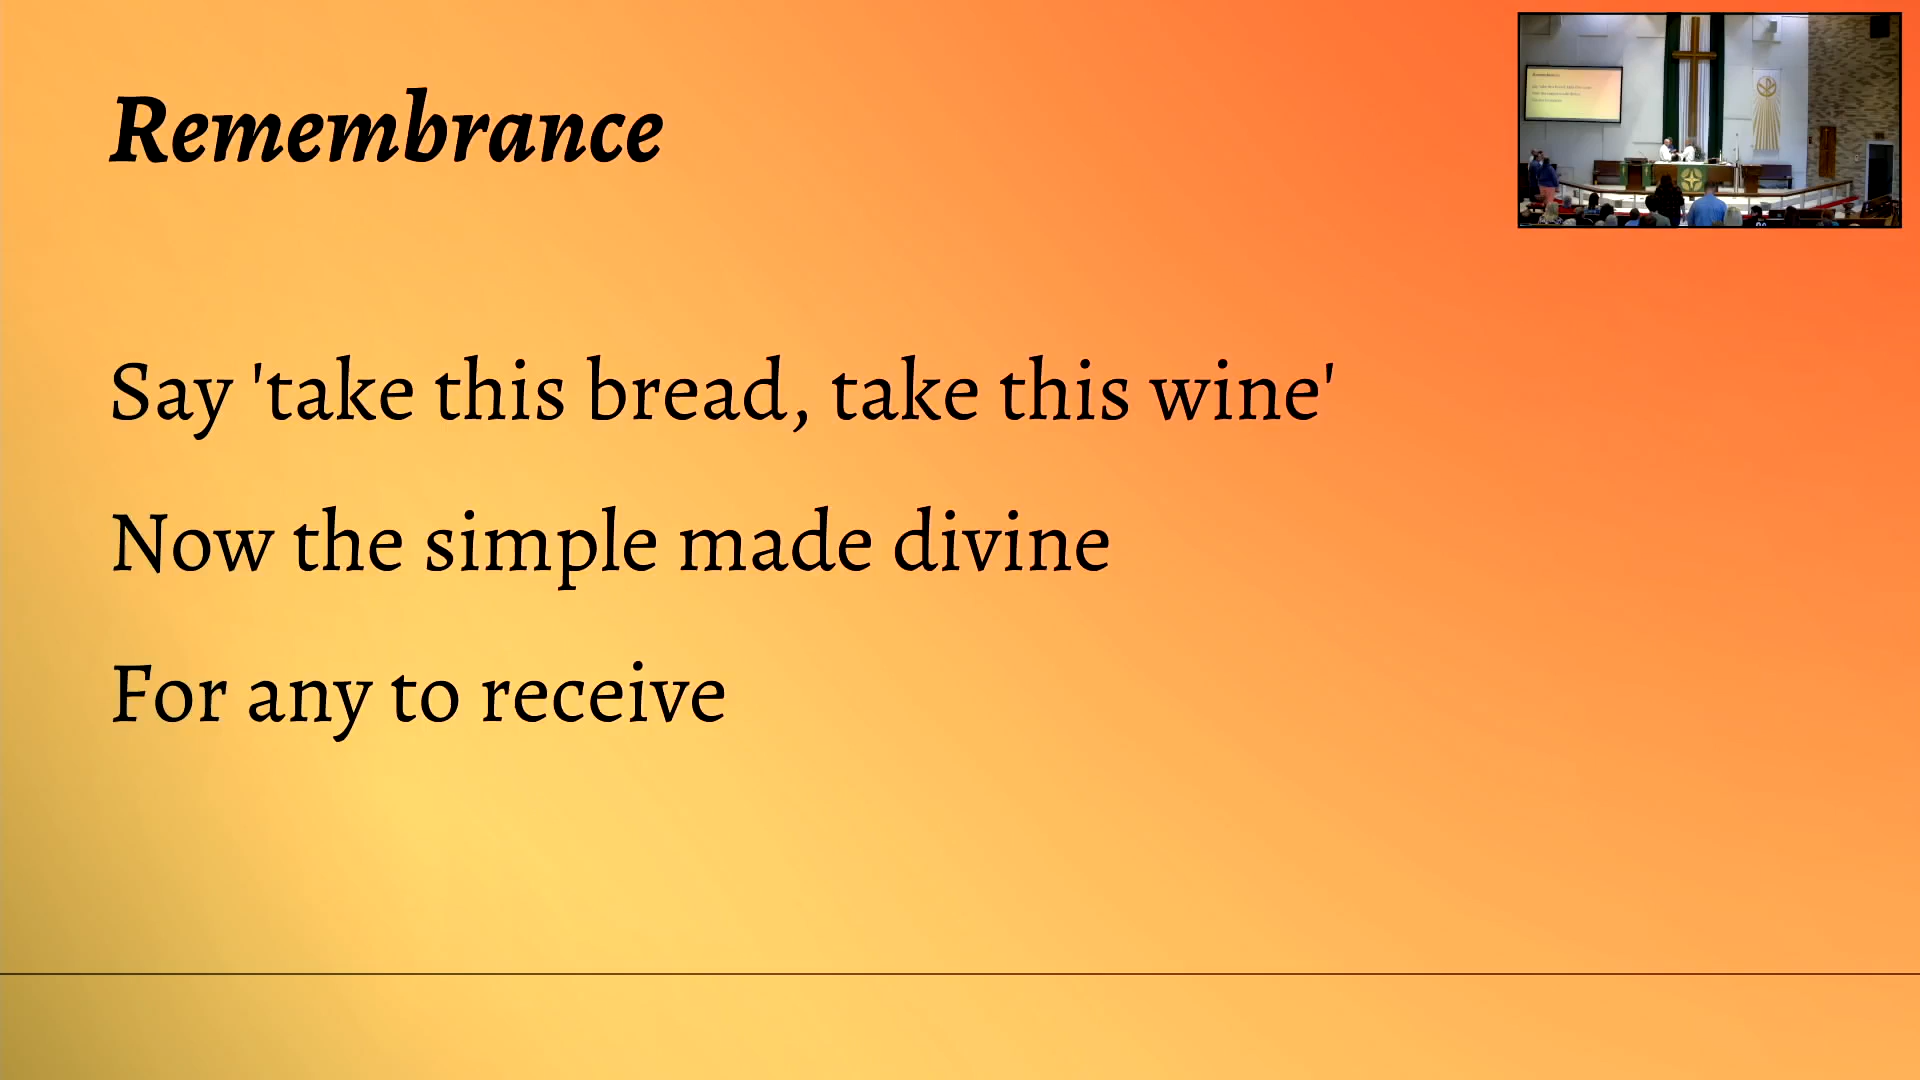 Remembrance
Say 'take this bread, take this wine'
Now the simple made divine
For any to receive